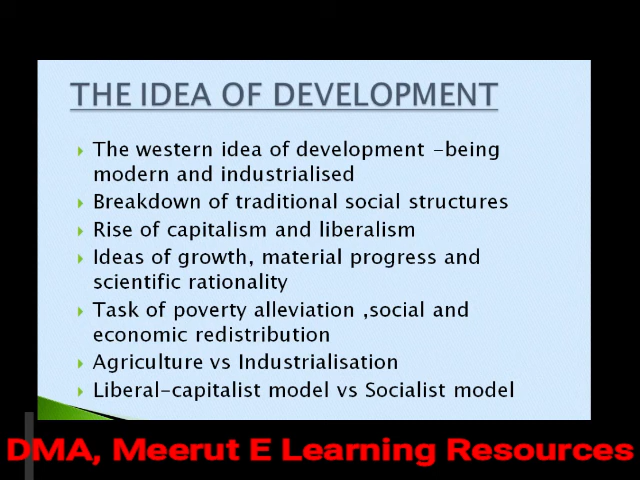 THE IDEA OF DEVELOPMENT
The western idea of development -being
modern and industrialised
Breakdown of traditional social structures
Rise of capitalism and liberalism
Ideas of growth, material progress and
scientific rationality
Task of poverty alleviation ,social and
economic redistribution
Agriculture vs Industrialisation
Liberal-capitalist model vs Socialist model
DMA, Meerut E Learning Resources